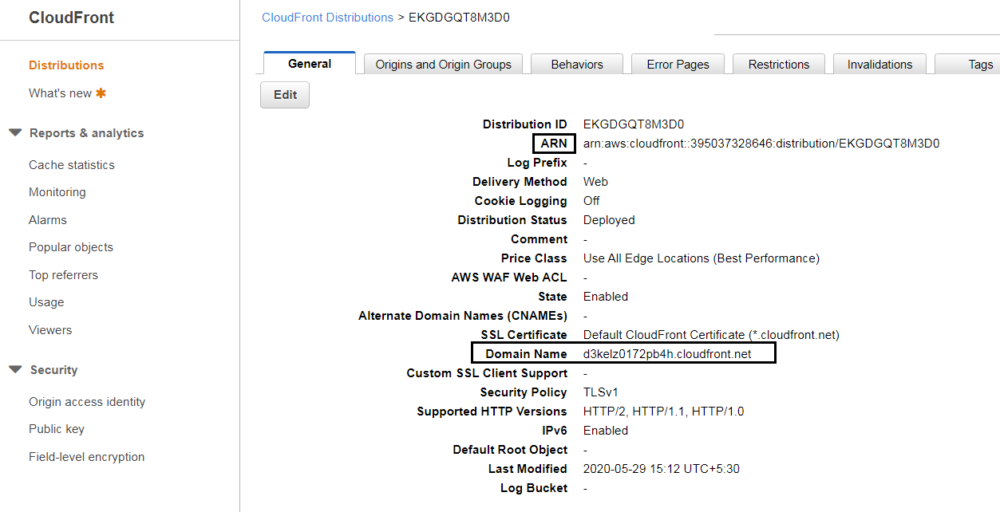 CloudFront
Distributions
What's new
Reports & analytics
Cache statistics
Monitoring
Alarms
Popular objects
Top referrers
Usage
Viewers
Security
Origin access identity
Public key
Field-level encryption
CloudFront Distributions > EKGDGQT8M3D0
General Origins and Origin Groups Behaviors Error Pages Restrictions Invalidations Tags
Edit
Distribution ID EKGDGQT8M3D0
ARN arn:aws:cloudfront::395037328646:distribution/EKGDGQT8M3D0
Log Prefix -
Delivery Method Web
Cookie Logging Off
Distribution Status Deployed
Comment -
Price Class Use All Edge Locations (Best Performance)
AWS WAF Web ACL -
State Enabled
Alternate Domain Names (CNAMEs) -
SSL Certificate Default CloudFront Certificate (*.cloudfront.net)
Domain Name d3kelz0172pb4h.cloudfront.net
Custom SSL Client Support -
Security Policy TLSv1
Supported HTTP Versions HTTP/2, HTTP/1.1, HTTP/1.0
IPv6 Enabled
Default Root Object -
Last Modified 2020-05-29 15:12 UTC+5:30
Log Bucket -